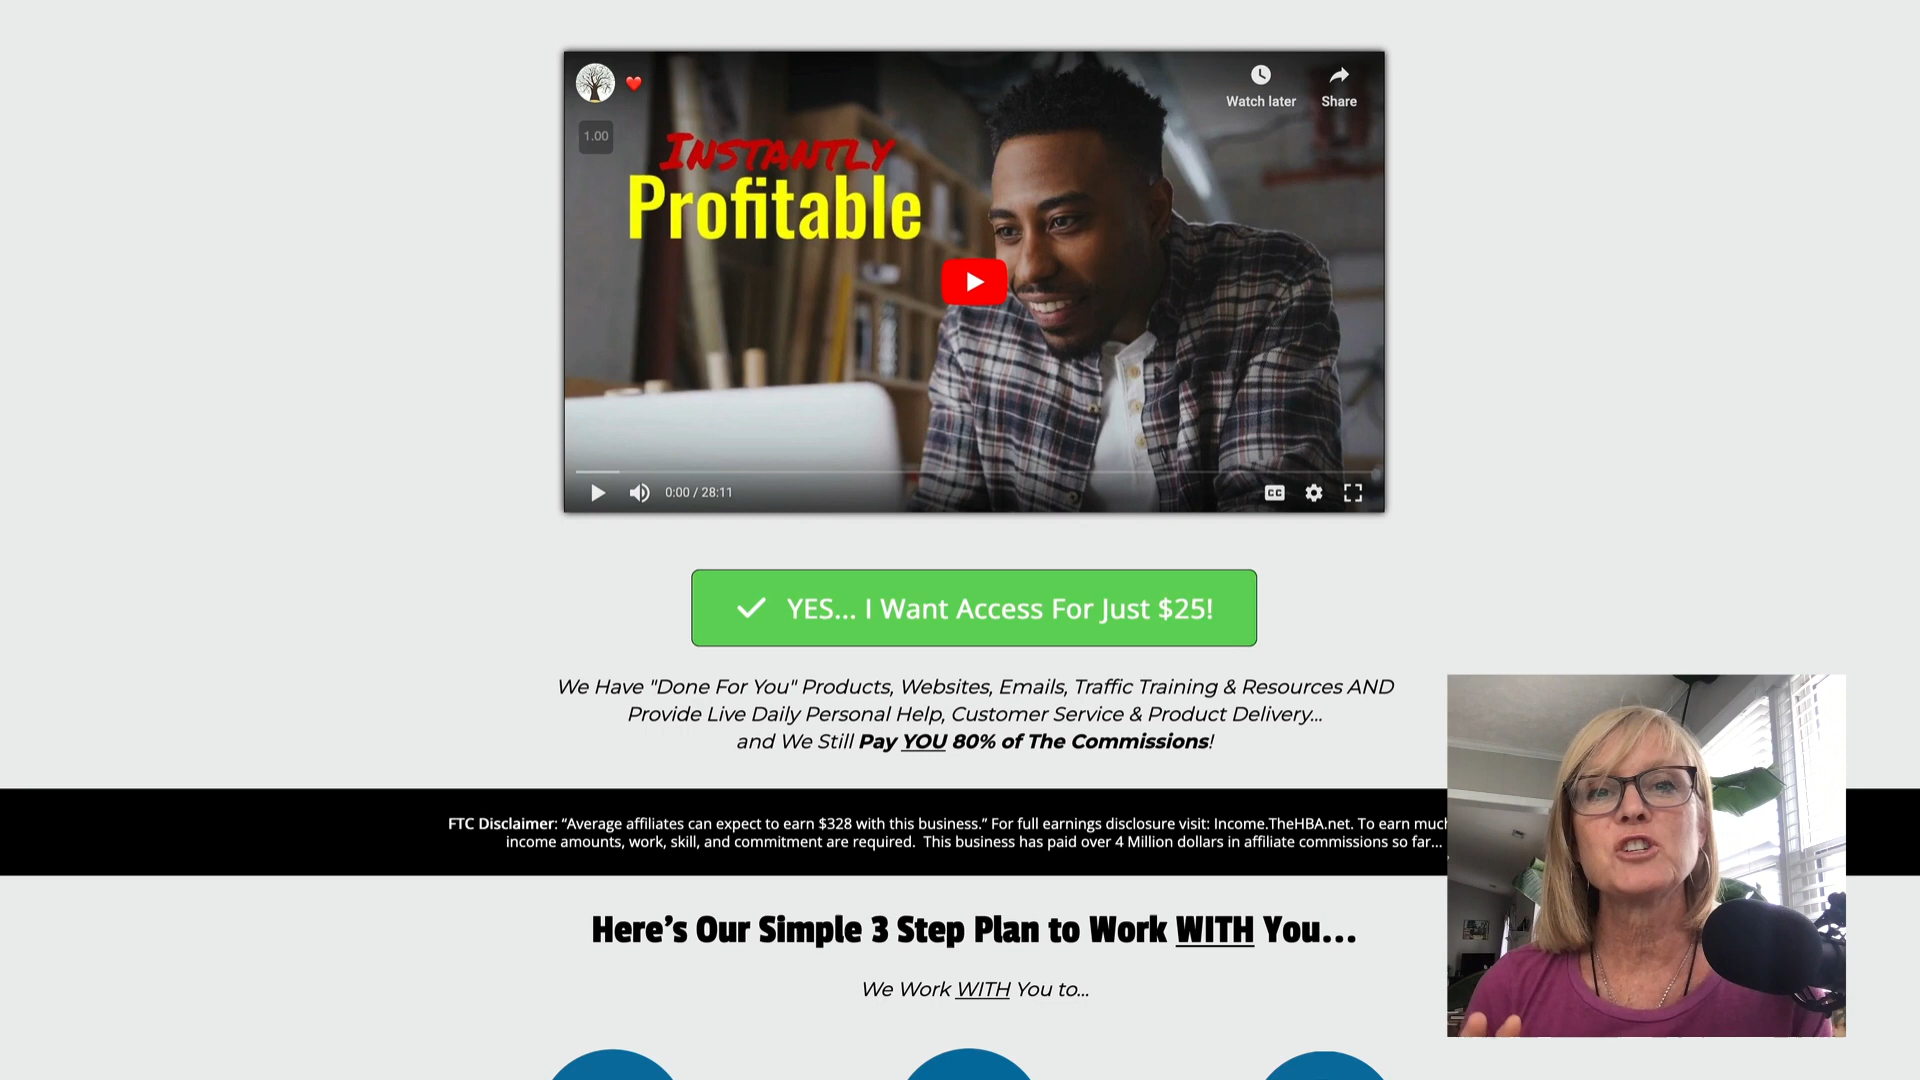 Watch later
Share
1.00
INSTANTLY
Profitable
0:00 / 28:11
CC
YES... I Want Access For Just $25!
We Have "Done For You" Products, Websites, Emails, Traffic Training & Resources AND
Provide Live Daily Personal Help, Customer Service & Product Delivery...
and We Still Pay YOU 80% of The Commissions!
FTC Disclaimer: “Average affiliates can expect to earn $328 with this business.” For full earnings disclosure visit: Income.TheHBA.net. To earn
income amounts, work, skill, and commitment are required. This business has paid over 4 Million dollars in affiliate commissions so far...
Here’s Our Simple 3 Step Plan to Work WITH You...
We Work WITH You to...